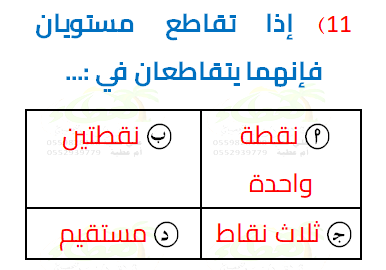 11) إذا تقاطع مستويان
فإنهما يتقاطعان في :...
أ نقطة واحدة
ب نقطتين
ج ثلاث نقاط
د مستقيم